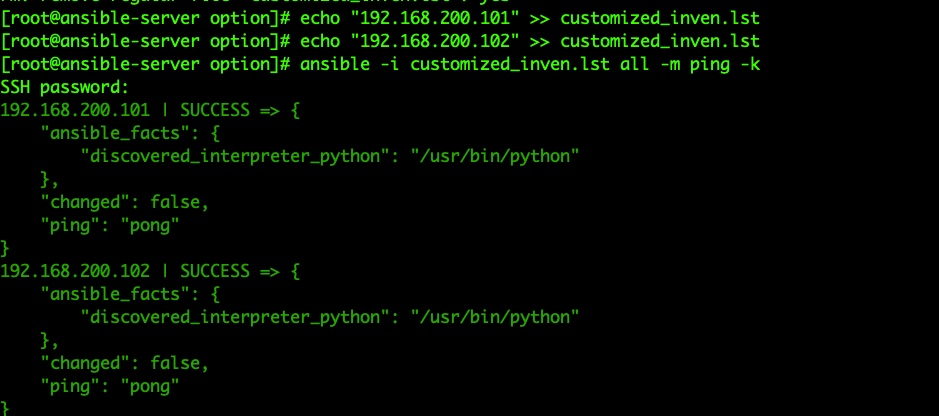 [root@ansible-server option]# echo "192.168.200.101" >> customized_inven.lst
[root@ansible-server option]# echo "192.168.200.102" >> customized_inven.lst
[root@ansible-server option]# ansible -i customized_inven.lst all -m ping -k
SSH password:
192.168.200.101 | SUCCESS => {
    "ansible_facts": {
        "discovered_interpreter_python": "/usr/bin/python"
    },
    "changed": false,
    "ping": "pong"
}
192.168.200.102 | SUCCESS => {
    "ansible_facts": {
        "discovered_interpreter_python": "/usr/bin/python"
    },
    "changed": false,
    "ping": "pong"
}